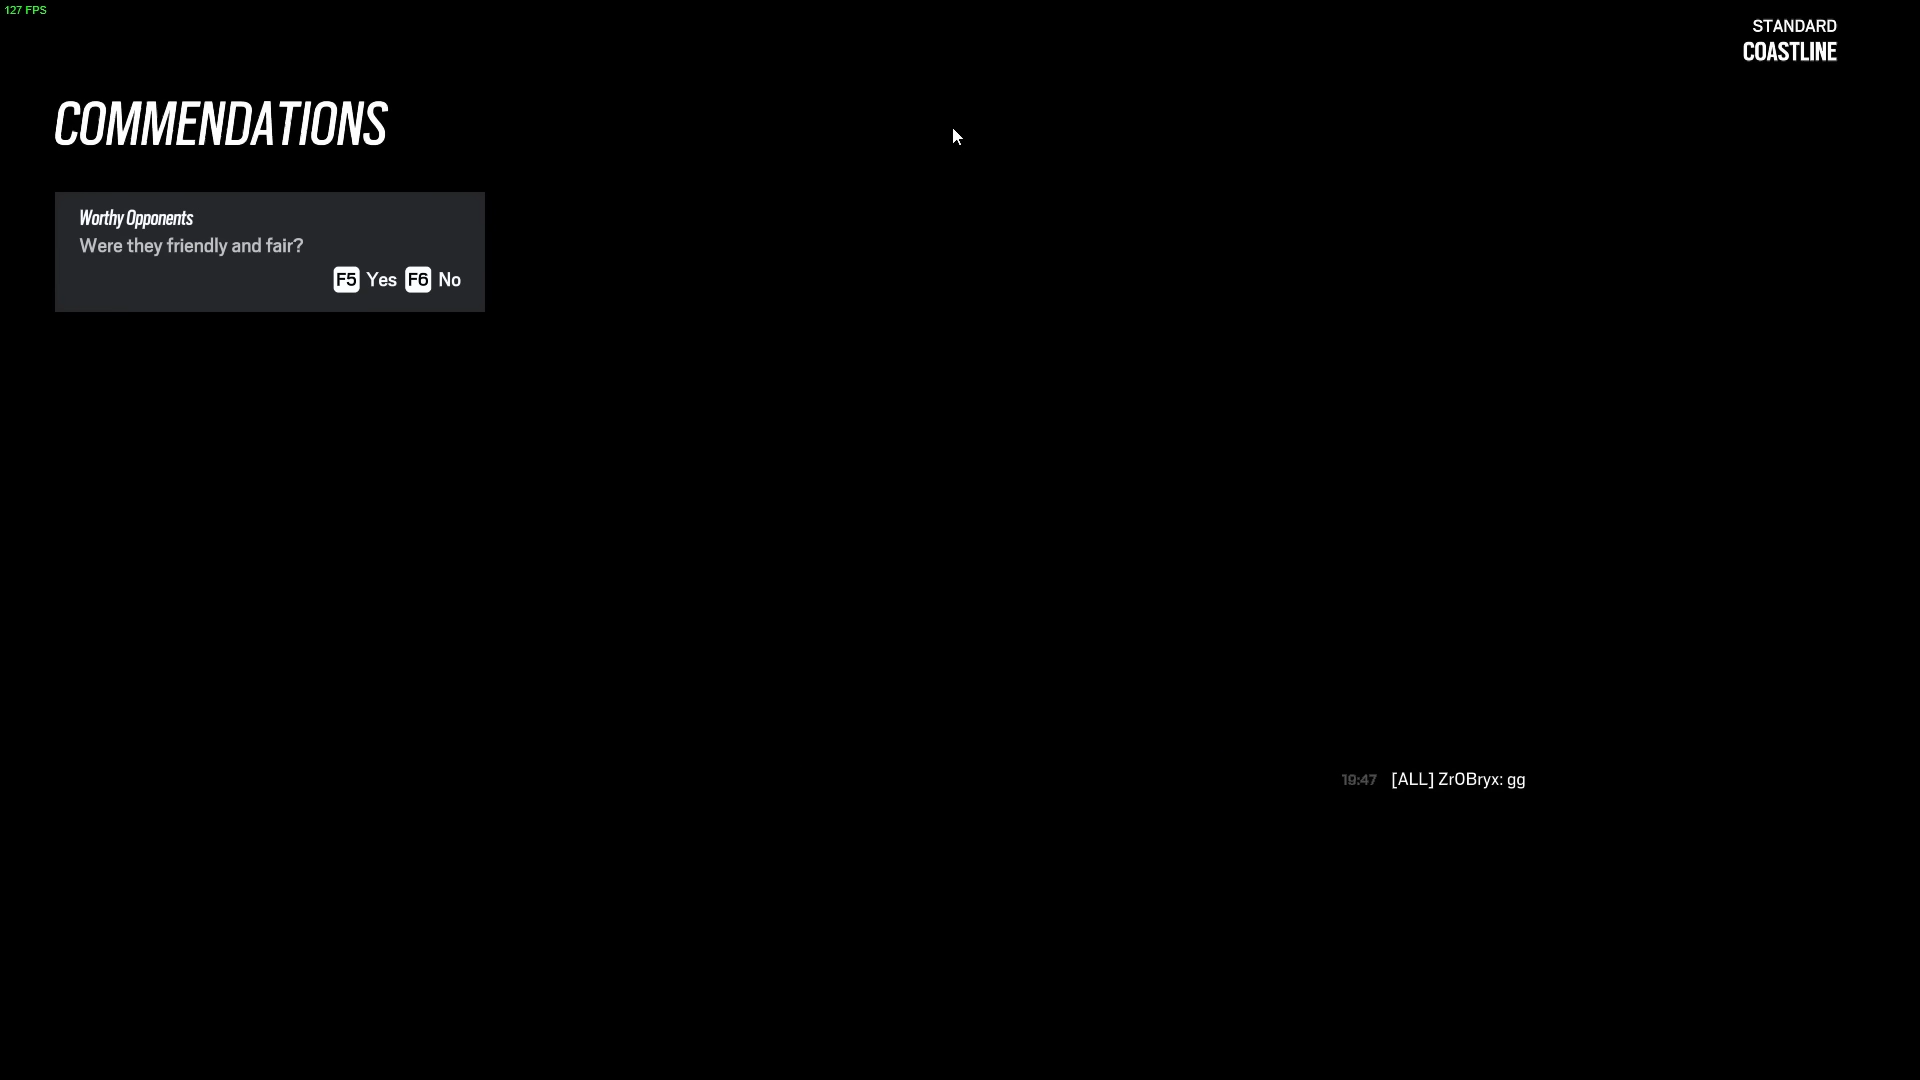 127 FPS
STANDARD
COASTLINE
COMMENDATIONS
Worthy Opponents
Were they friendly and fair?
F5 Yes F6 No
19:47 [ALL] Zr0Bryx: gg